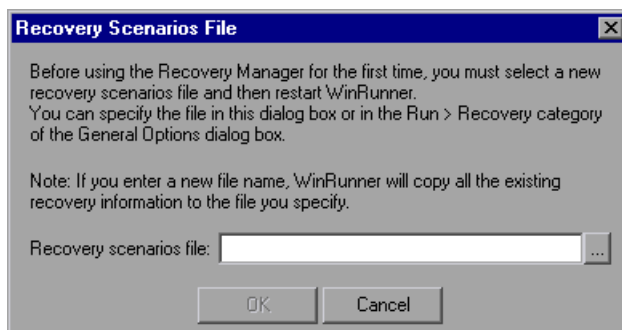 Recovery Scenarios File
Before using the Recovery Manager for the first time, you must select a new
recovery scenarios file and then restart WinRunner.
You can specify the file in this dialog box or in the Run > Recovery category
of the General Options dialog box.
Note: If you enter a new file name, WinRunner will copy all the existing
recovery information to the file you specify.
Recovery scenarios file:
...
OK
Cancel